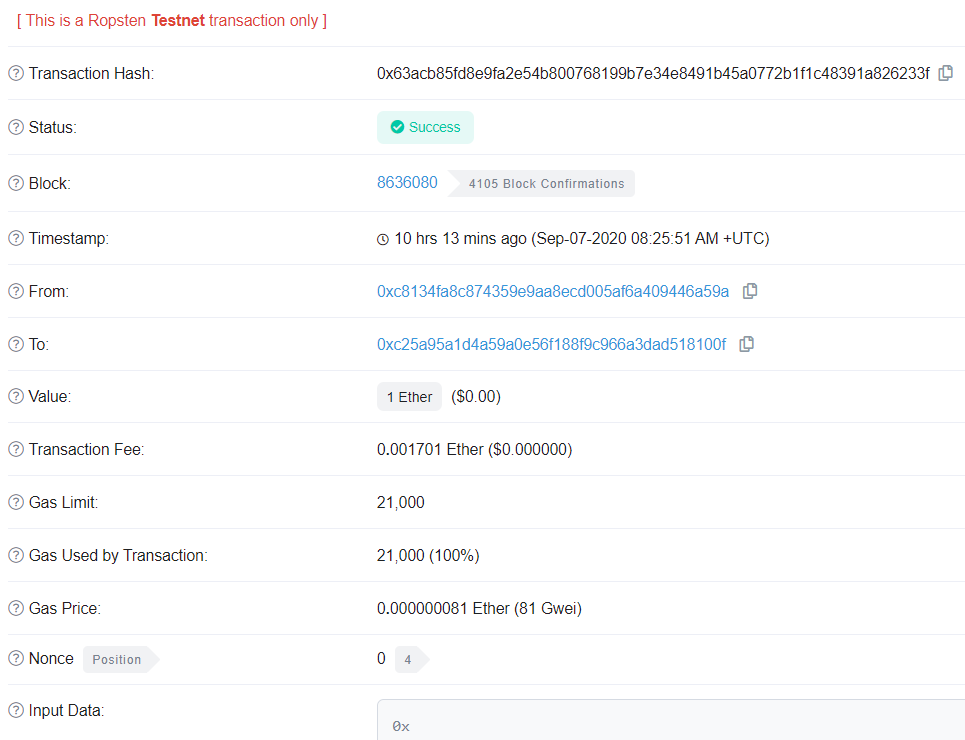 [ This is a Ropsten Testnet transaction only ]
Transaction Hash: 0x63acb85fd8e9fa2e54b800768199b7e34e8491b45a0772b1f1c48391a826233f
Status: Success
Block: 8636080 4105 Block Confirmations
Timestamp: 10 hrs 13 mins ago (Sep-07-2020 08:25:51 AM +UTC)
From: 0xc8134fa8c874359e9aa8ecd005af6a409446a59a
To: 0xc25a95a1d4a59a0e56f188f9c966a3dad518100f
Value: 1 Ether ($0.00)
Transaction Fee: 0.001701 Ether ($0.000000)
Gas Limit: 21,000
Gas Used by Transaction: 21,000 (100%)
Gas Price: 0.000000081 Ether (81 Gwei)
Nonce Position 0 4
Input Data: 0x